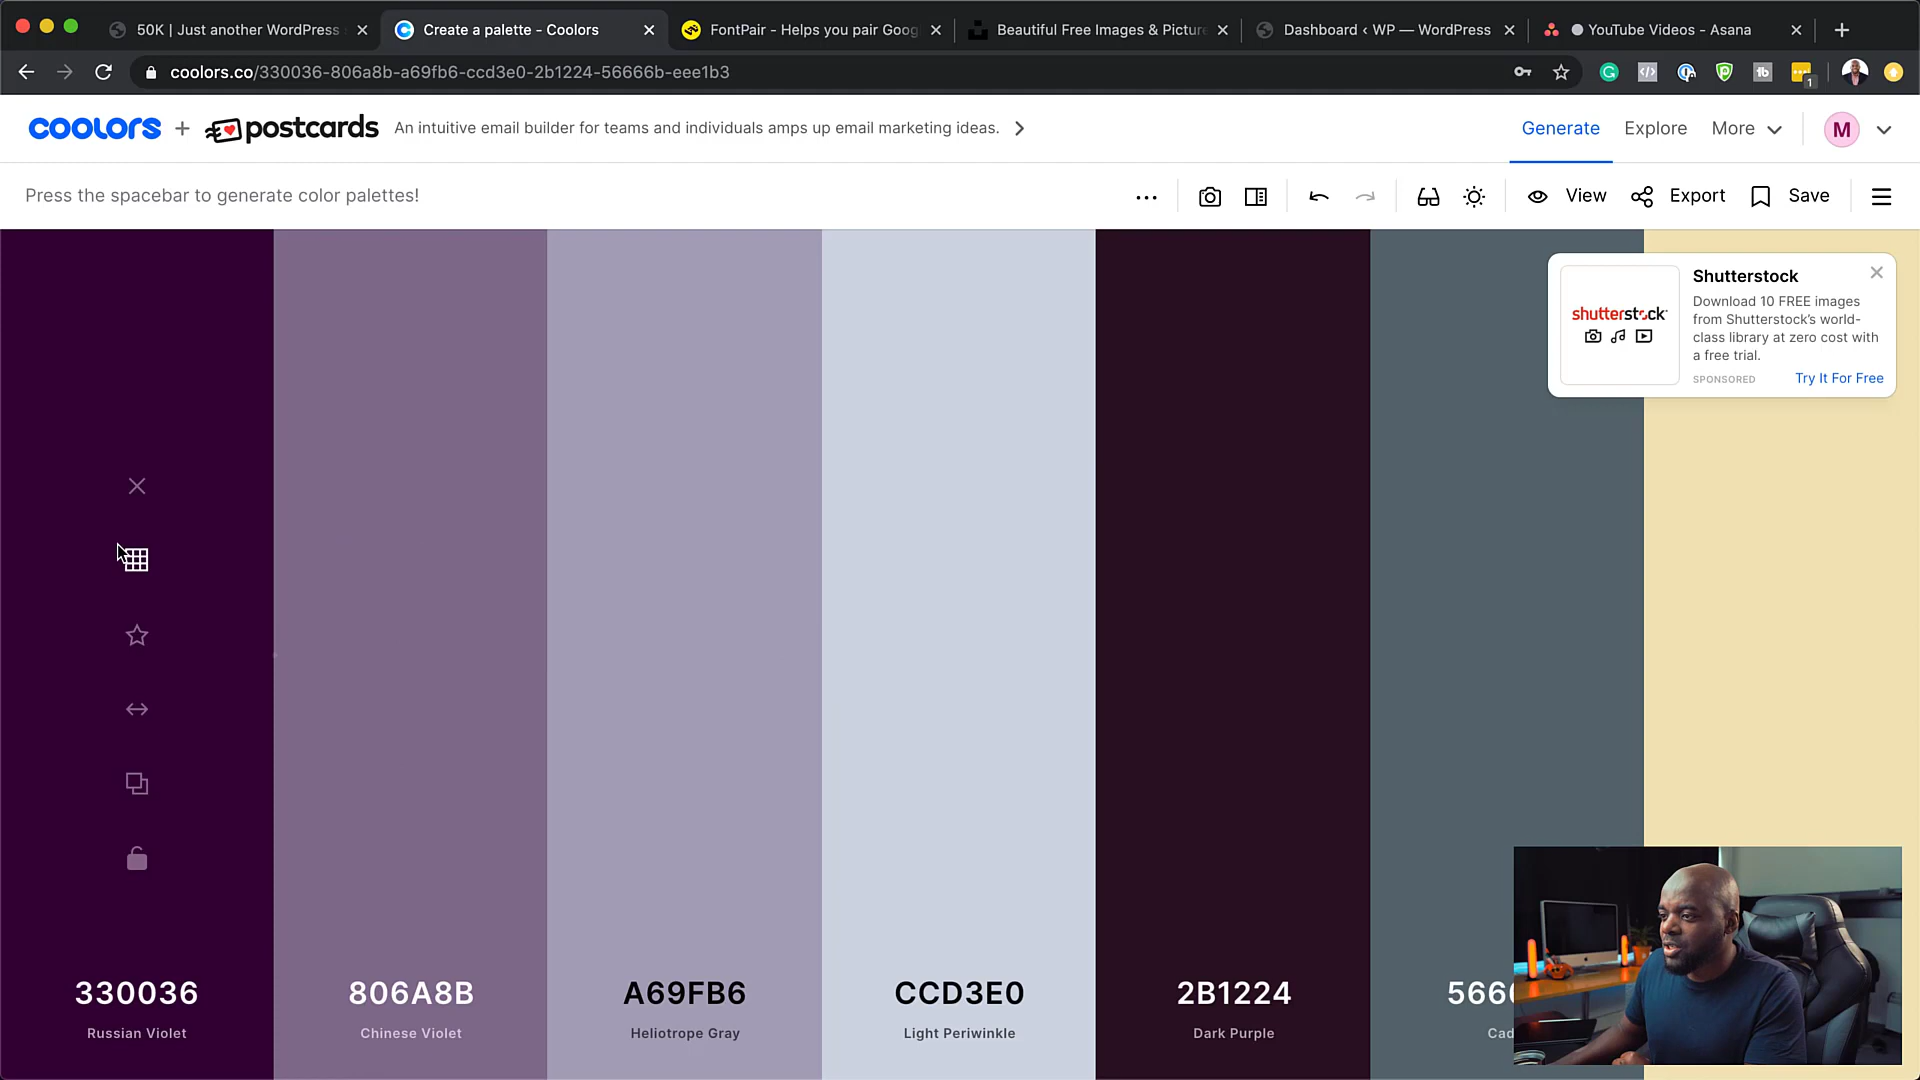 50K | Just another WordPress
Create a palette - Coolors
FontPair - Helps you pair Goog
Beautiful Free Images & Picture
Dashboard ‹ WP — WordPress
YouTube Videos - Asana
coolors.co/330036-806a8b-a69fb6-ccd3e0-2b1224-56666b-eee1b3
1
coolors + postcards An intuitive email builder for teams and individuals amps up email marketing ideas.
Generate
Explore
More
M
Press the spacebar to generate color palettes!
View
Export
Save
shutterstock
Shutterstock
Download 10 FREE images
from Shutterstock's world-
class library at zero cost with
a free trial.
SPONSORED
Try It For Free
330036
Russian Violet
806A8B
Chinese Violet
A69FB6
Heliotrope Gray
CCD3E0
Light Periwinkle
2B1224
Dark Purple
566
Cad